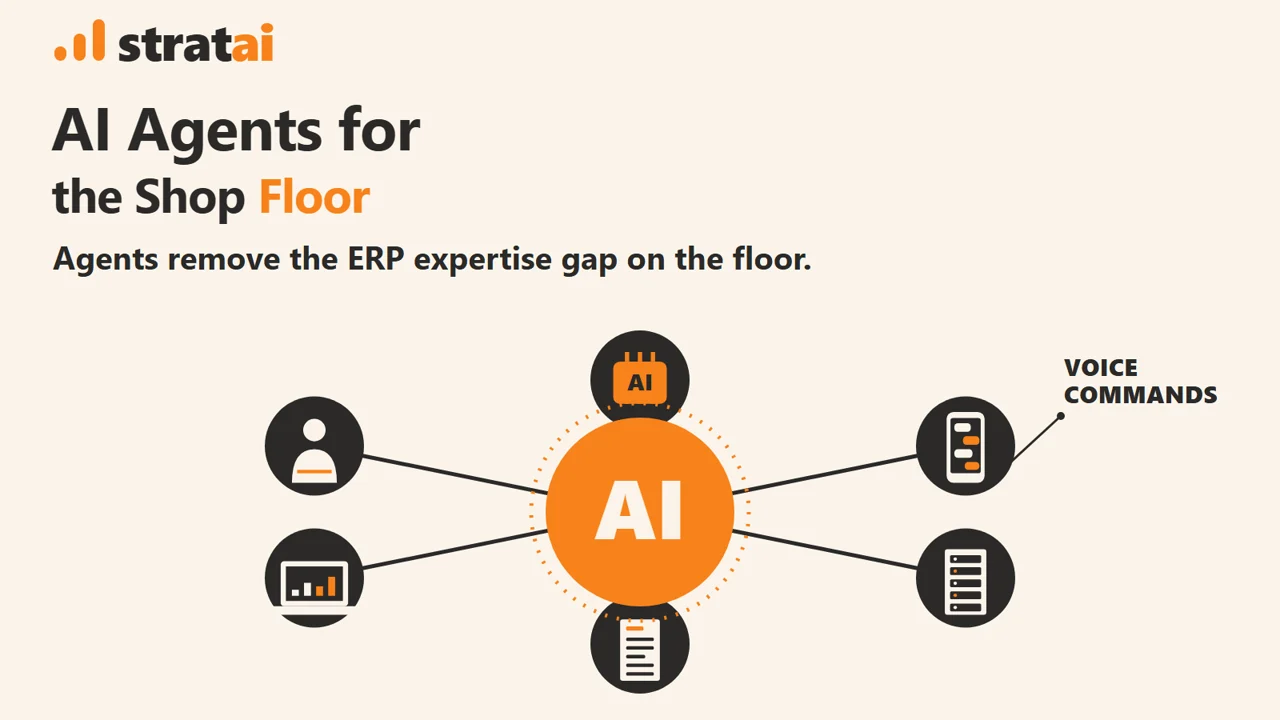 stratai
AI Agents for
the Shop Floor
Agents remove the ERP expertise gap on the floor.
AI
VOICE
COMMANDS
AI